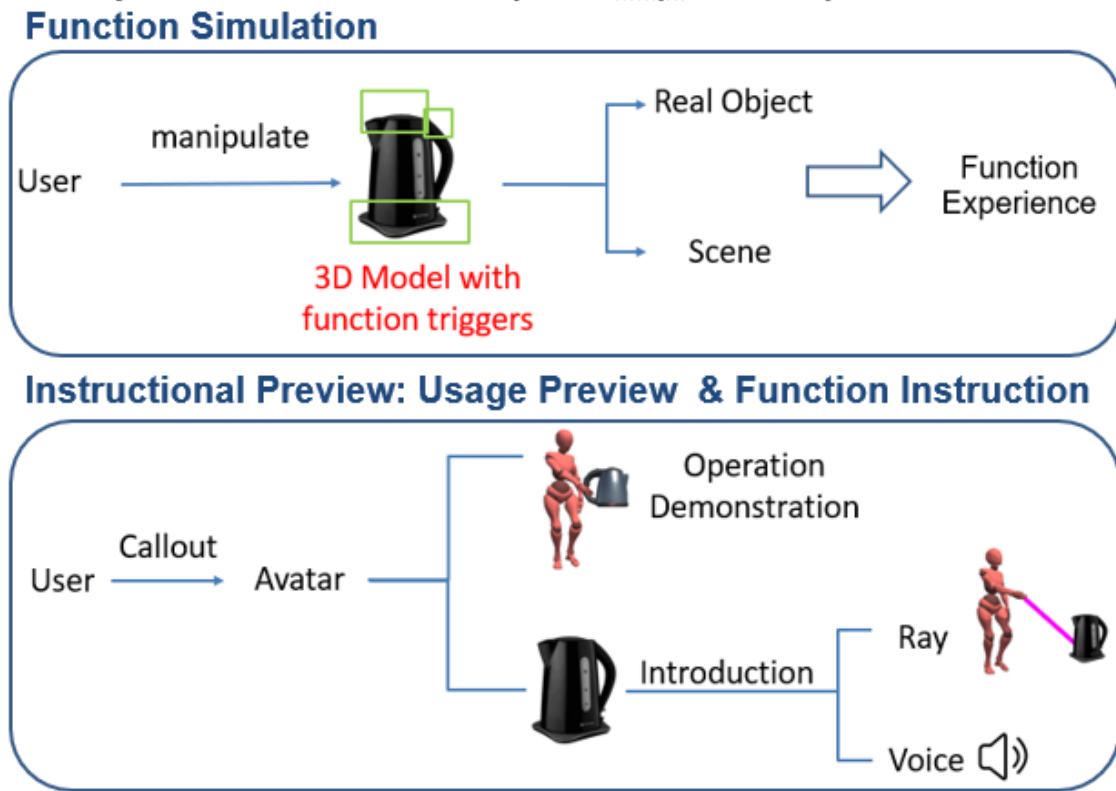 Function Simulation
manipulate
User
Real Object
Scene
Function
Experience
3D Model with
function triggers
Instructional Preview: Usage Preview & Function Instruction
Operation
Demonstration
Callout
User
Avatar
Introduction
Ray
Voice